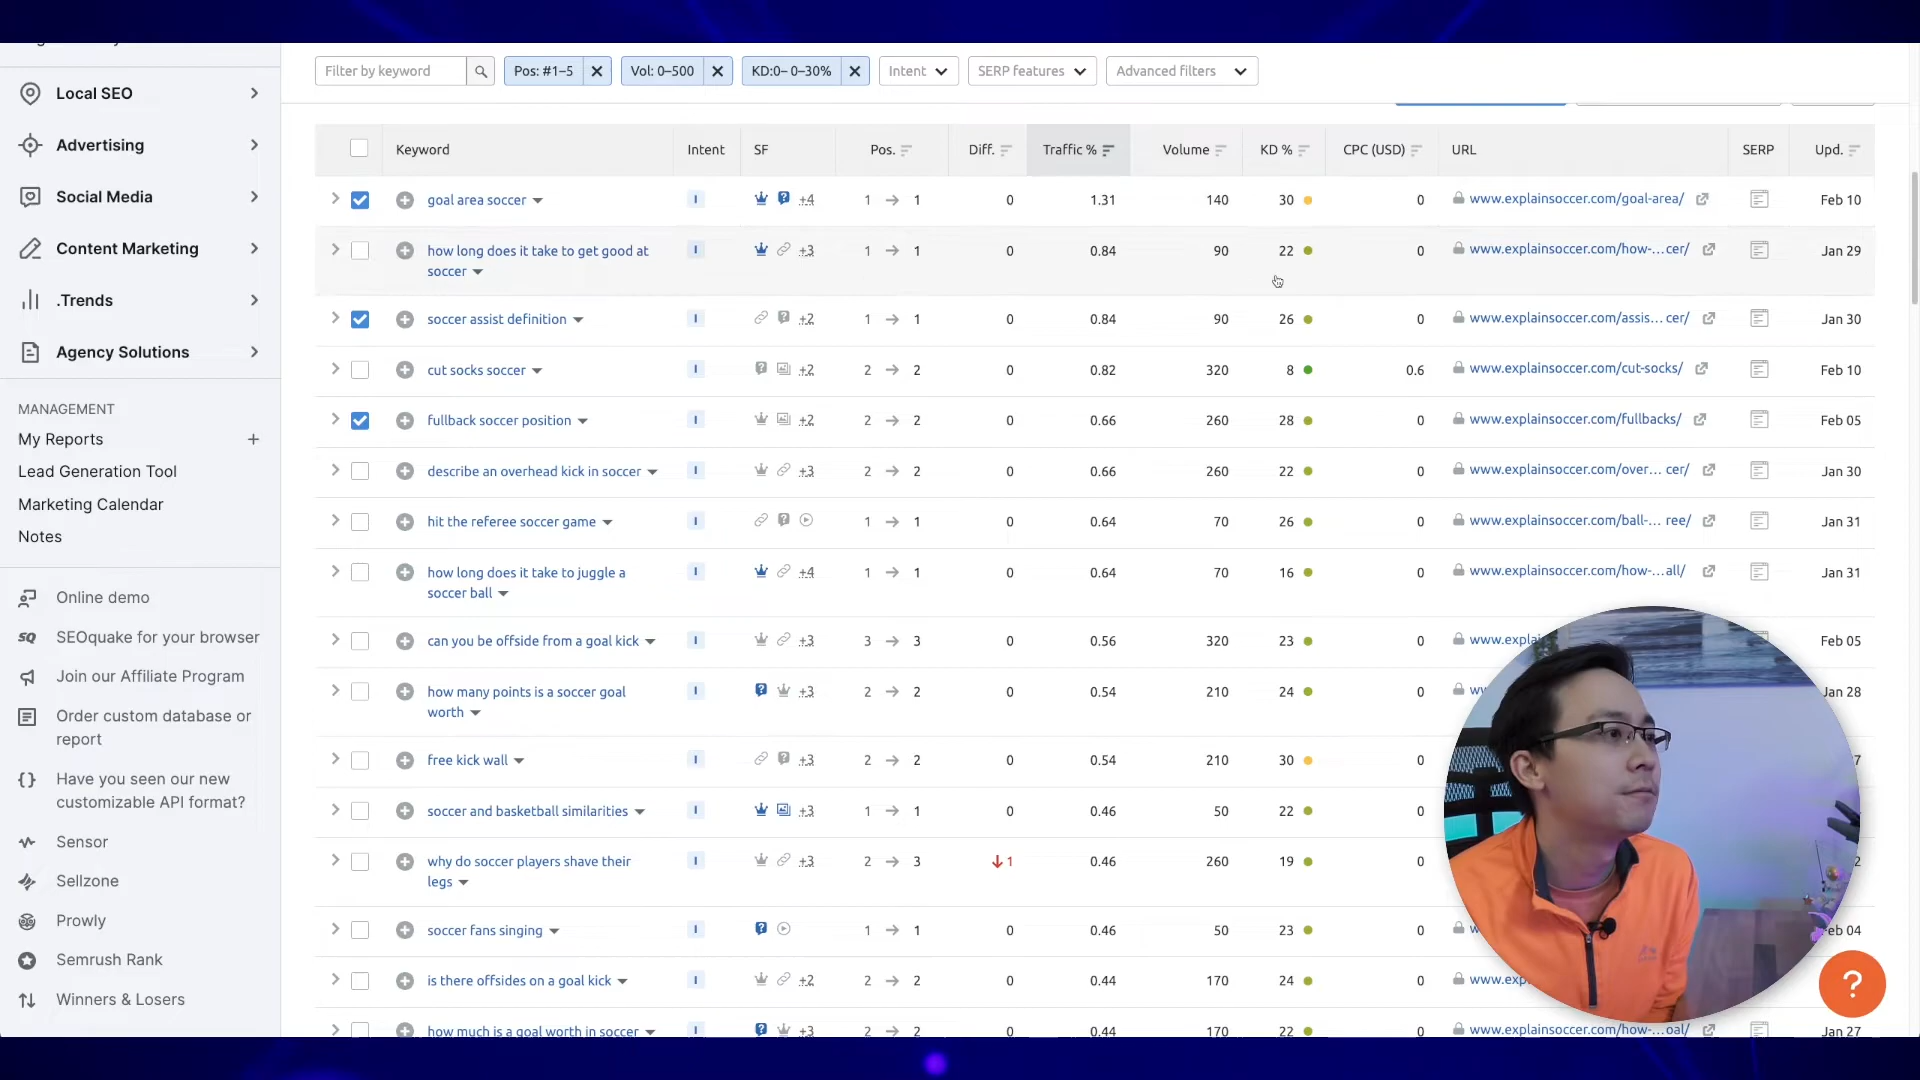 Local SEO
Advertising
Social Media
Content Marketing
.Trends
Agency Solutions
MANAGEMENT
My Reports +
Lead Generation Tool
Marketing Calendar
Notes
Online demo
SQ SEOquake for your browser
Join our Affiliate Program
Order custom database or
report
{} Have you seen our new
customizable API format?
Sensor
Sellzone
Prowly
Semrush Rank
Winners & Losers
Filter by keyword Pos: #1–5 Vol: 0–500 KD:0– 0–30% Intent SERP features Advanced filters
Keyword Intent SF Pos. Diff. Traffic % Volume KD % CPC (USD) URL SERP Upd.
goal area soccer I +4 1 → 1 0 1.31 140 30 0 www.explainsoccer.com/goal-area/ Feb 10
how long does it take to get good at I +3 1 → 1 0 0.84 90 22 0 www.explainsoccer.com/how-...cer/ Jan 29
soccer
soccer assist definition I +2 1 → 1 0 0.84 90 26 0 www.explainsoccer.com/assis... cer/ Jan 30
cut socks soccer I +2 2 → 2 0 0.82 320 8 0.6 www.explainsoccer.com/cut-socks/ Feb 10
fullback soccer position I +2 2 → 2 0 0.66 260 28 0 www.explainsoccer.com/fullbacks/ Feb 05
describe an overhead kick in soccer I +3 2 → 2 0 0.66 260 22 0 www.explainsoccer.com/over... cer/ Jan 30
hit the referee soccer game I 1 → 1 0 0.64 70 26 0 www.explainsoccer.com/ball-... ree/ Jan 31
how long does it take to juggle a I +4 1 → 1 0 0.64 70 16 0 www.explainsoccer.com/how-...all/ Jan 31
soccer ball
can you be offside from a goal kick I +3 3 → 3 0 0.56 320 23 0 www.explai Feb 05
how many points is a soccer goal I +3 2 → 2 0 0.54 210 24 0 Jan 28
worth
free kick wall I +3 2 → 2 0 0.54 210 30 0 7
soccer and basketball similarities I +3 1 → 1 0 0.46 50 22 0
why do soccer players shave their I +3 2 → 3 ↓ 1 0.46 260 19 0 2
legs
soccer fans singing I 1 → 1 0 0.46 50 23 0 w eb 04
is there offsides on a goal kick I +2 2 → 2 0 0.44 170 24 0 www.exp
how much is a goal worth in soccer I +3 2 → 2 0 0.44 170 22 0 www.explainsoccer.com/how-...oal/ Jan 27
?